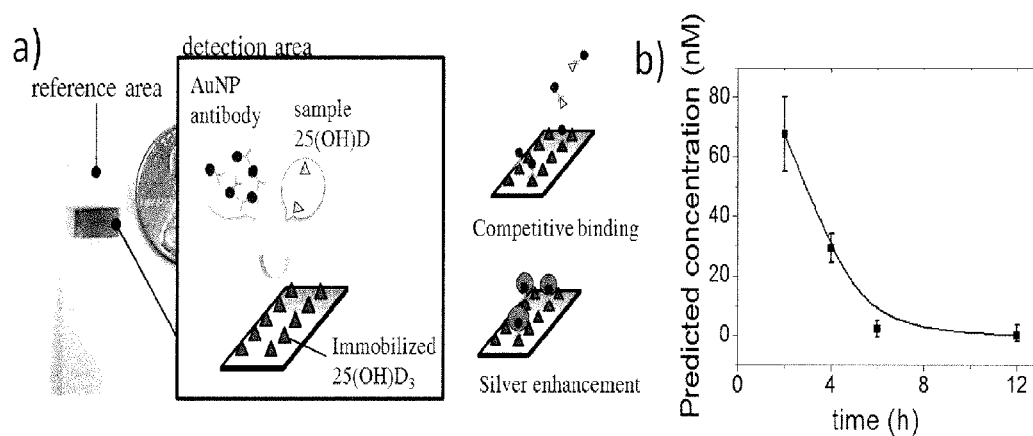 a)
detection area
reference area
AuNP
antibody
sample
25(OH)D
Immobilized
25(OH)D₃
Competitive binding
Silver enhancement
b)
Predicted concentration (nM)
80
60
40
20
0
0
4
8
12
time (h)